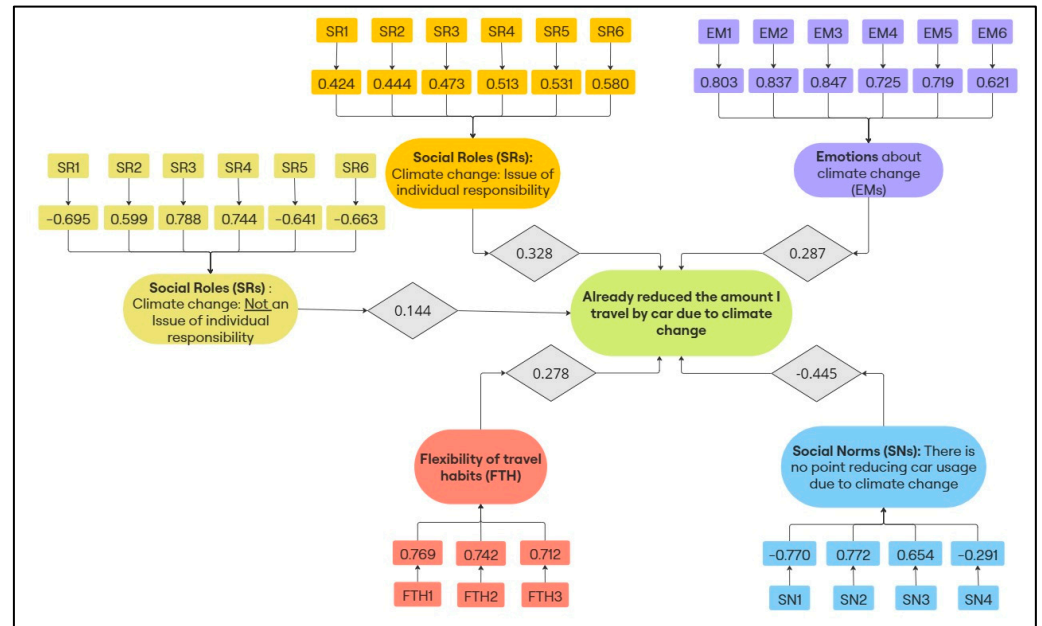 SR1 SR2 SR3 SR4 SR5 SR6
0.424 0.444 0.473 0.513 0.531 0.580
Social Roles (SRs):
Climate change: Issue
of individual
responsibility
EM1 EM2 EM3 EM4 EM5 EM6
0.803 0.837 0.847 0.725 0.719 0.621
Emotions about
climate change
(EMs)
SR1 SR2 SR3 SR4 SR5 SR6
-0.695 0.599 0.788 0.744 -0.641 -0.663
Social Roles (SRs) :
Climate change: Not an
Issue of individual
responsibility
0.328
0.287
0.144
Already reduced the amount I
travel by car due to climate
change
0.278
-0.445
Flexibility of travel
habits (FTH)
0.769 0.742 0.712
FTH1 FTH2 FTH3
Social Norms (SNs): There
is no point reducing car usage
due to climate change
-0.770 0.772 0.654 -0.291
SN1 SN2 SN3 SN4